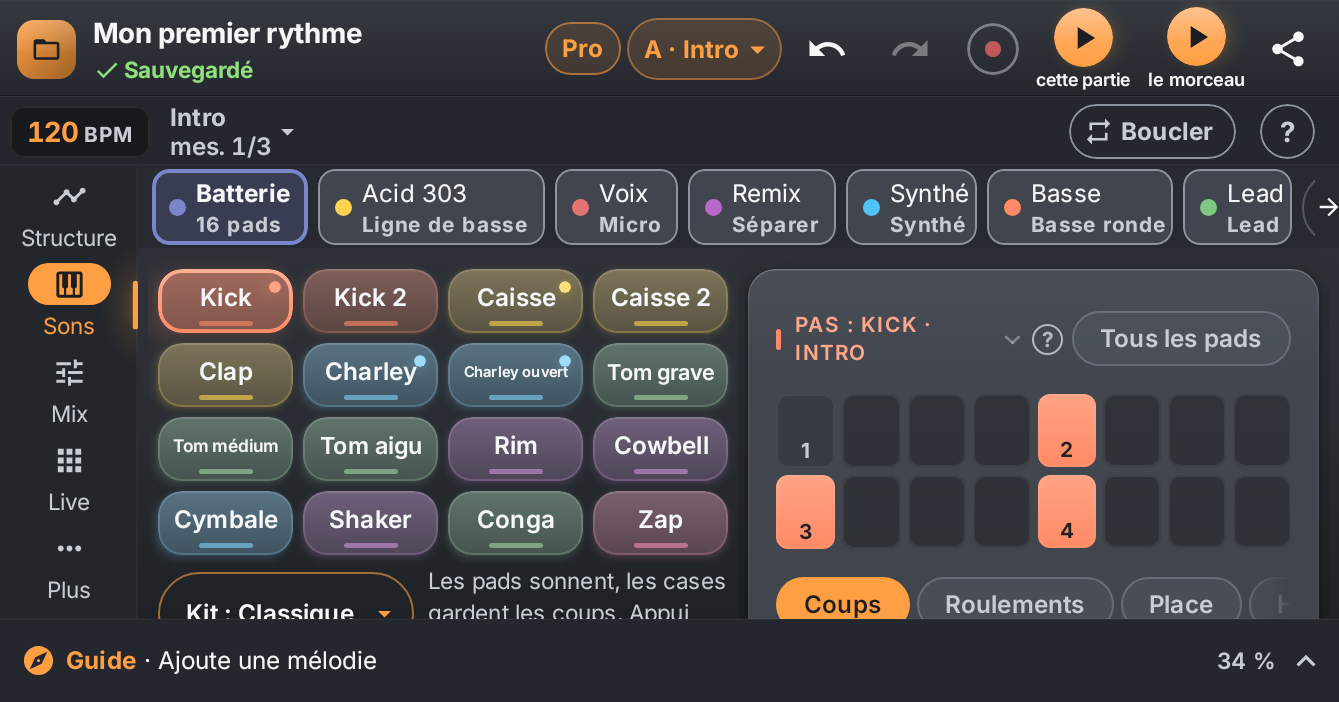 Mon premier rythme
Sauvegardé
Pro
A · Intro
cette partie
le morceau
120 BPM
Intro
mes. 1/3
Boucler
?
Structure
Sons
Mix
Live
Plus
Batterie
16 pads
Acid 303
Ligne de basse
Voix
Micro
Remix
Séparer
Synthé
Synthé
Basse
Basse ronde
Lead
Lead
Kick
Kick 2
Caisse
Caisse 2
Clap
Charley
Charley ouvert
Tom grave
Tom médium
Tom aigu
Rim
Cowbell
Cymbale
Shaker
Conga
Zap
Kit : Classique
Les pads sonnent, les cases
gardent les coups. Appui
PAS : KICK ·
INTRO
?
Tous les pads
1
2
3
4
Coups
Roulements
Place
Guide · Ajoute une mélodie
34 %